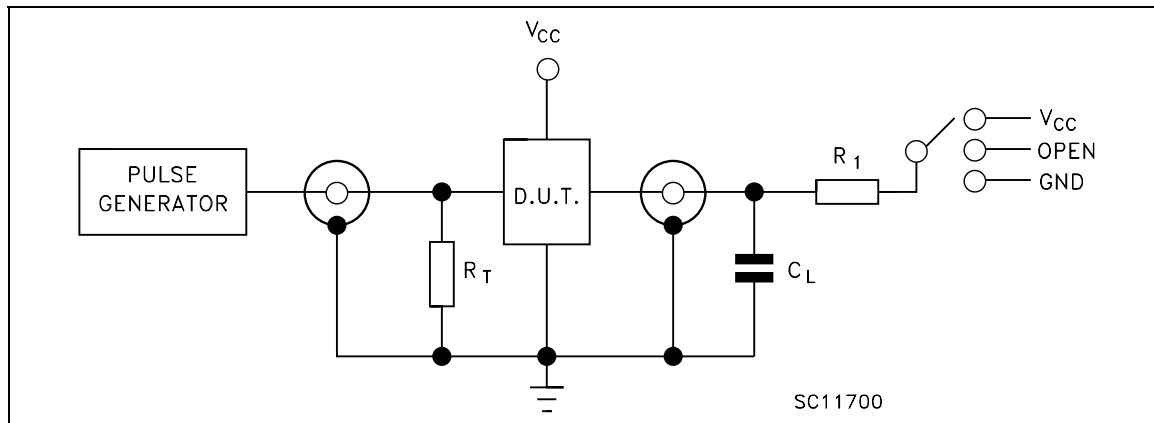 VCC
VCC
R1
OPEN
GND
PULSE
GENERATOR
D.U.T.
RT
CL
SC11700